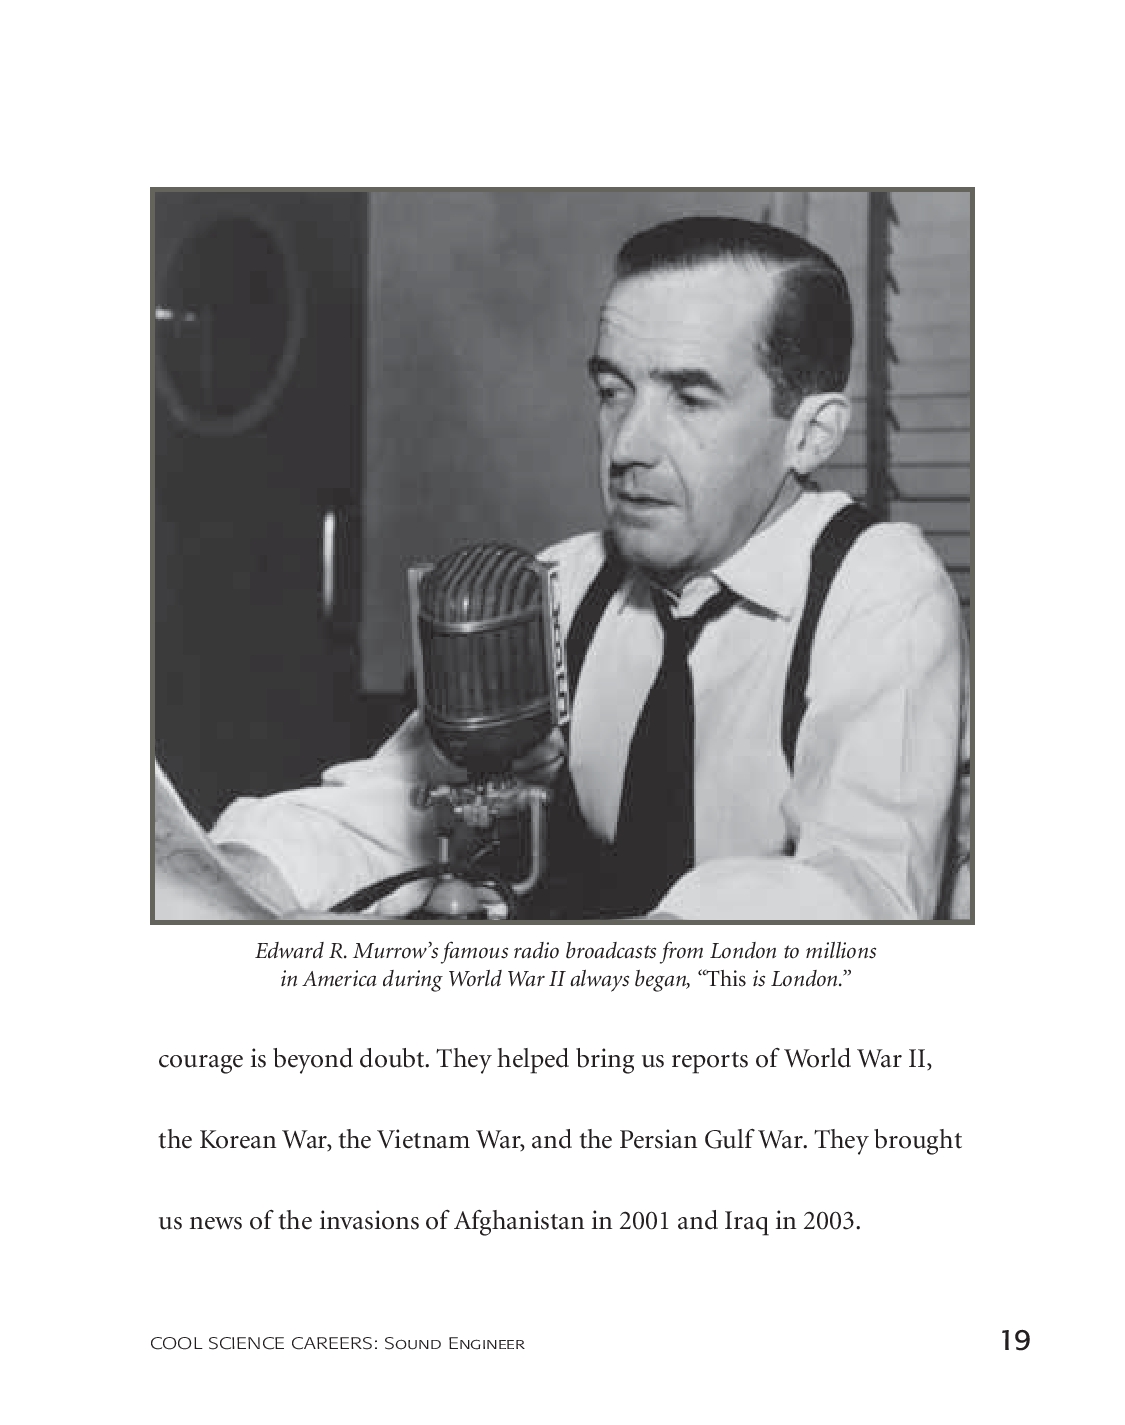 Edward R. Murrow’s famous radio broadcasts from London to millions
in America during World War II always began, “This is London.”
courage is beyond doubt. They helped bring us reports of World War II,
the Korean War, the Vietnam War, and the Persian Gulf War. They brought
us news of the invasions of Afghanistan in 2001 and Iraq in 2003.
COOL SCIENCE CAREERS: SOUND ENGINEER 19